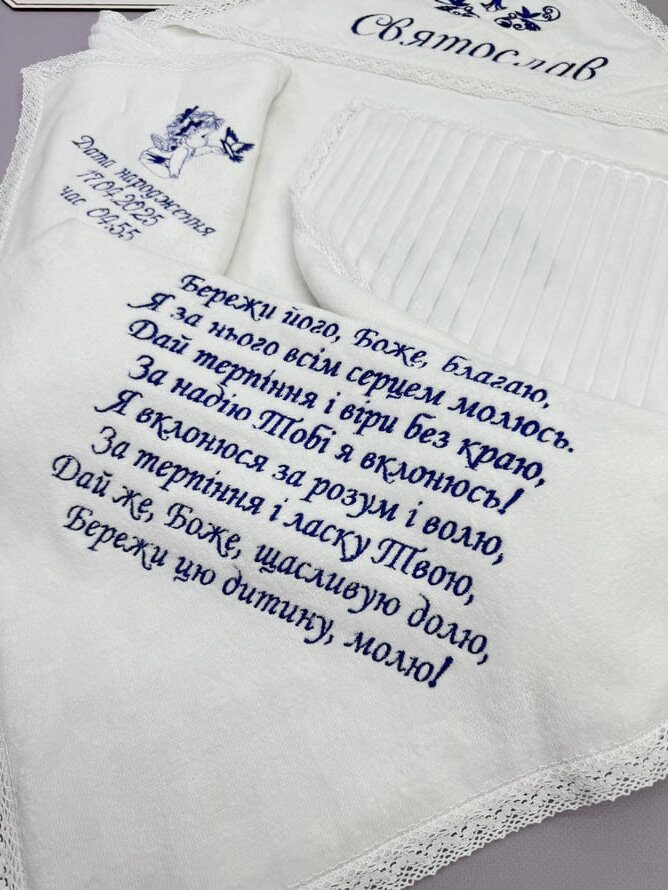 Святослав
Дата народження
17.04.2025
час 04:55
Бережи його, Боже, Благаю,
Я за нього всім серцем молюсь.
Дай терпіння і віри без краю,
За надію Тобі я вклонюсь!
Я вклонюся за розум і волю,
За терпіння і ласку Твою,
Дай же, Боже, щасливую долю,
Бережи цю дитину, молю!